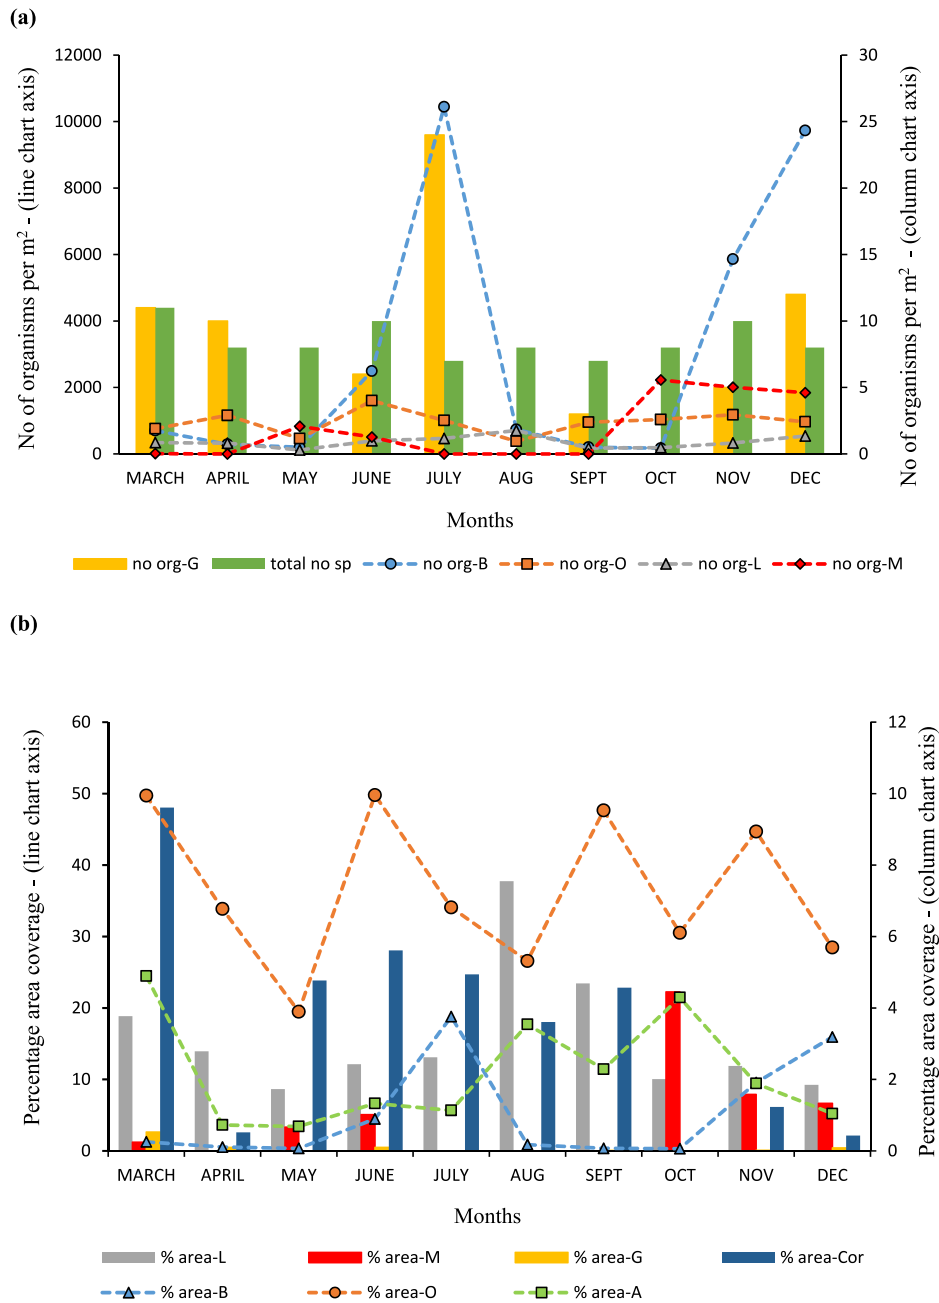 (a)
12000
10000
8000
6000
4000
2000
0
No of organisms per m2 - (line chart axis)
30
25
20
15
10
5
0
No of organisms per m2 - (column chart axis)
MARCH APRIL MAY JUNE JULY AUG SEPT OCT NOV DEC
Months
no org-G total no sp no org-B no org-O no org-L no org-M
(b)
60
50
40
30
20
10
0
Percentage area coverage - (line chart axis)
12
10
8
6
4
2
0
Percentage area coverage - (column chart axis)
MARCH APRIL MAY JUNE JULY AUG SEPT OCT NOV DEC
Months
% area-L % area-M % area-G % area-Cor
% area-B % area-O % area-A